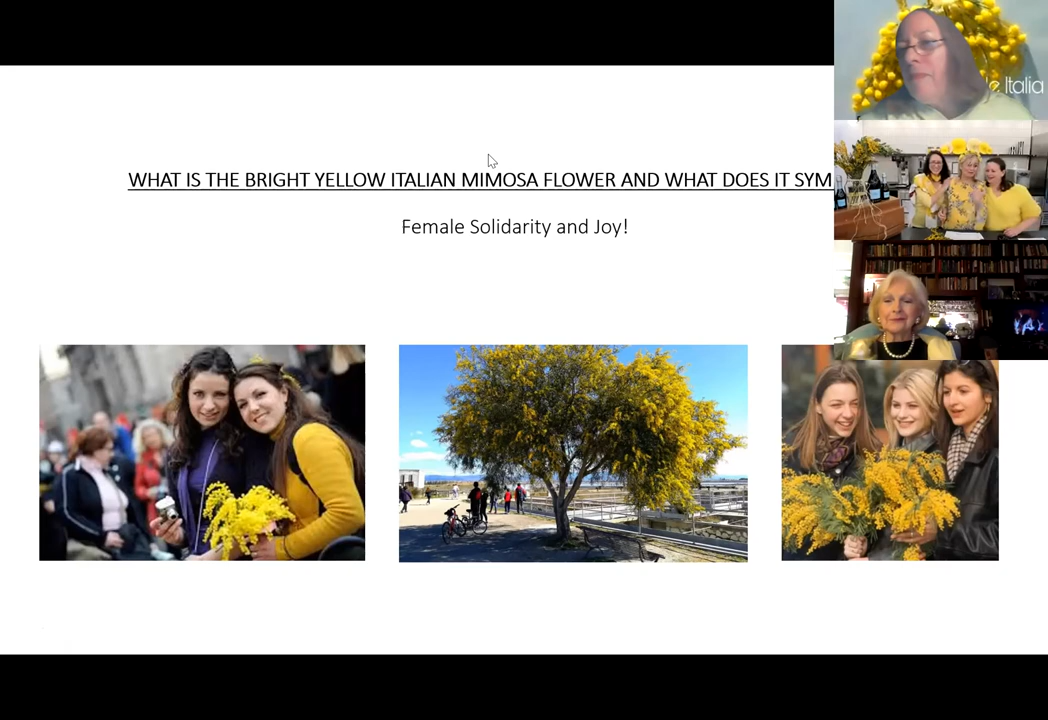 WHAT IS THE BRIGHT YELLOW ITALIAN MIMOSA FLOWER AND WHAT DOES IT SYM
Female Solidarity and Joy!
Italia